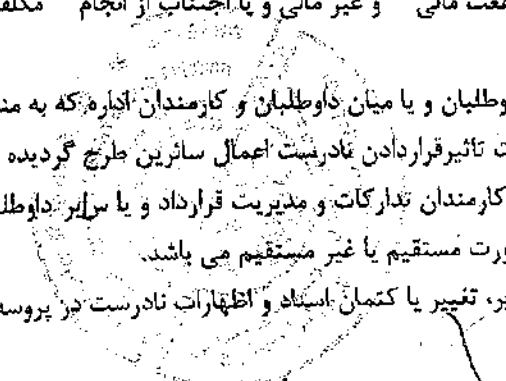 مالی و غیر مالی و یا اجتناب از انجام مکلف
وطلبان و یا میان داوطلبان و کارمندان اداره که به من
ت تاثیرقراردادن نادرست اعمال سائرین طرح گردیده
کارمندان تدارکات و مدیریت قرارداد و یا سایر داوطل
ورت مستقیم یا غیر مستقیم می باشد.
یر، تغییر یا کتمان اسناد و اظهارات نادرست در پروسه